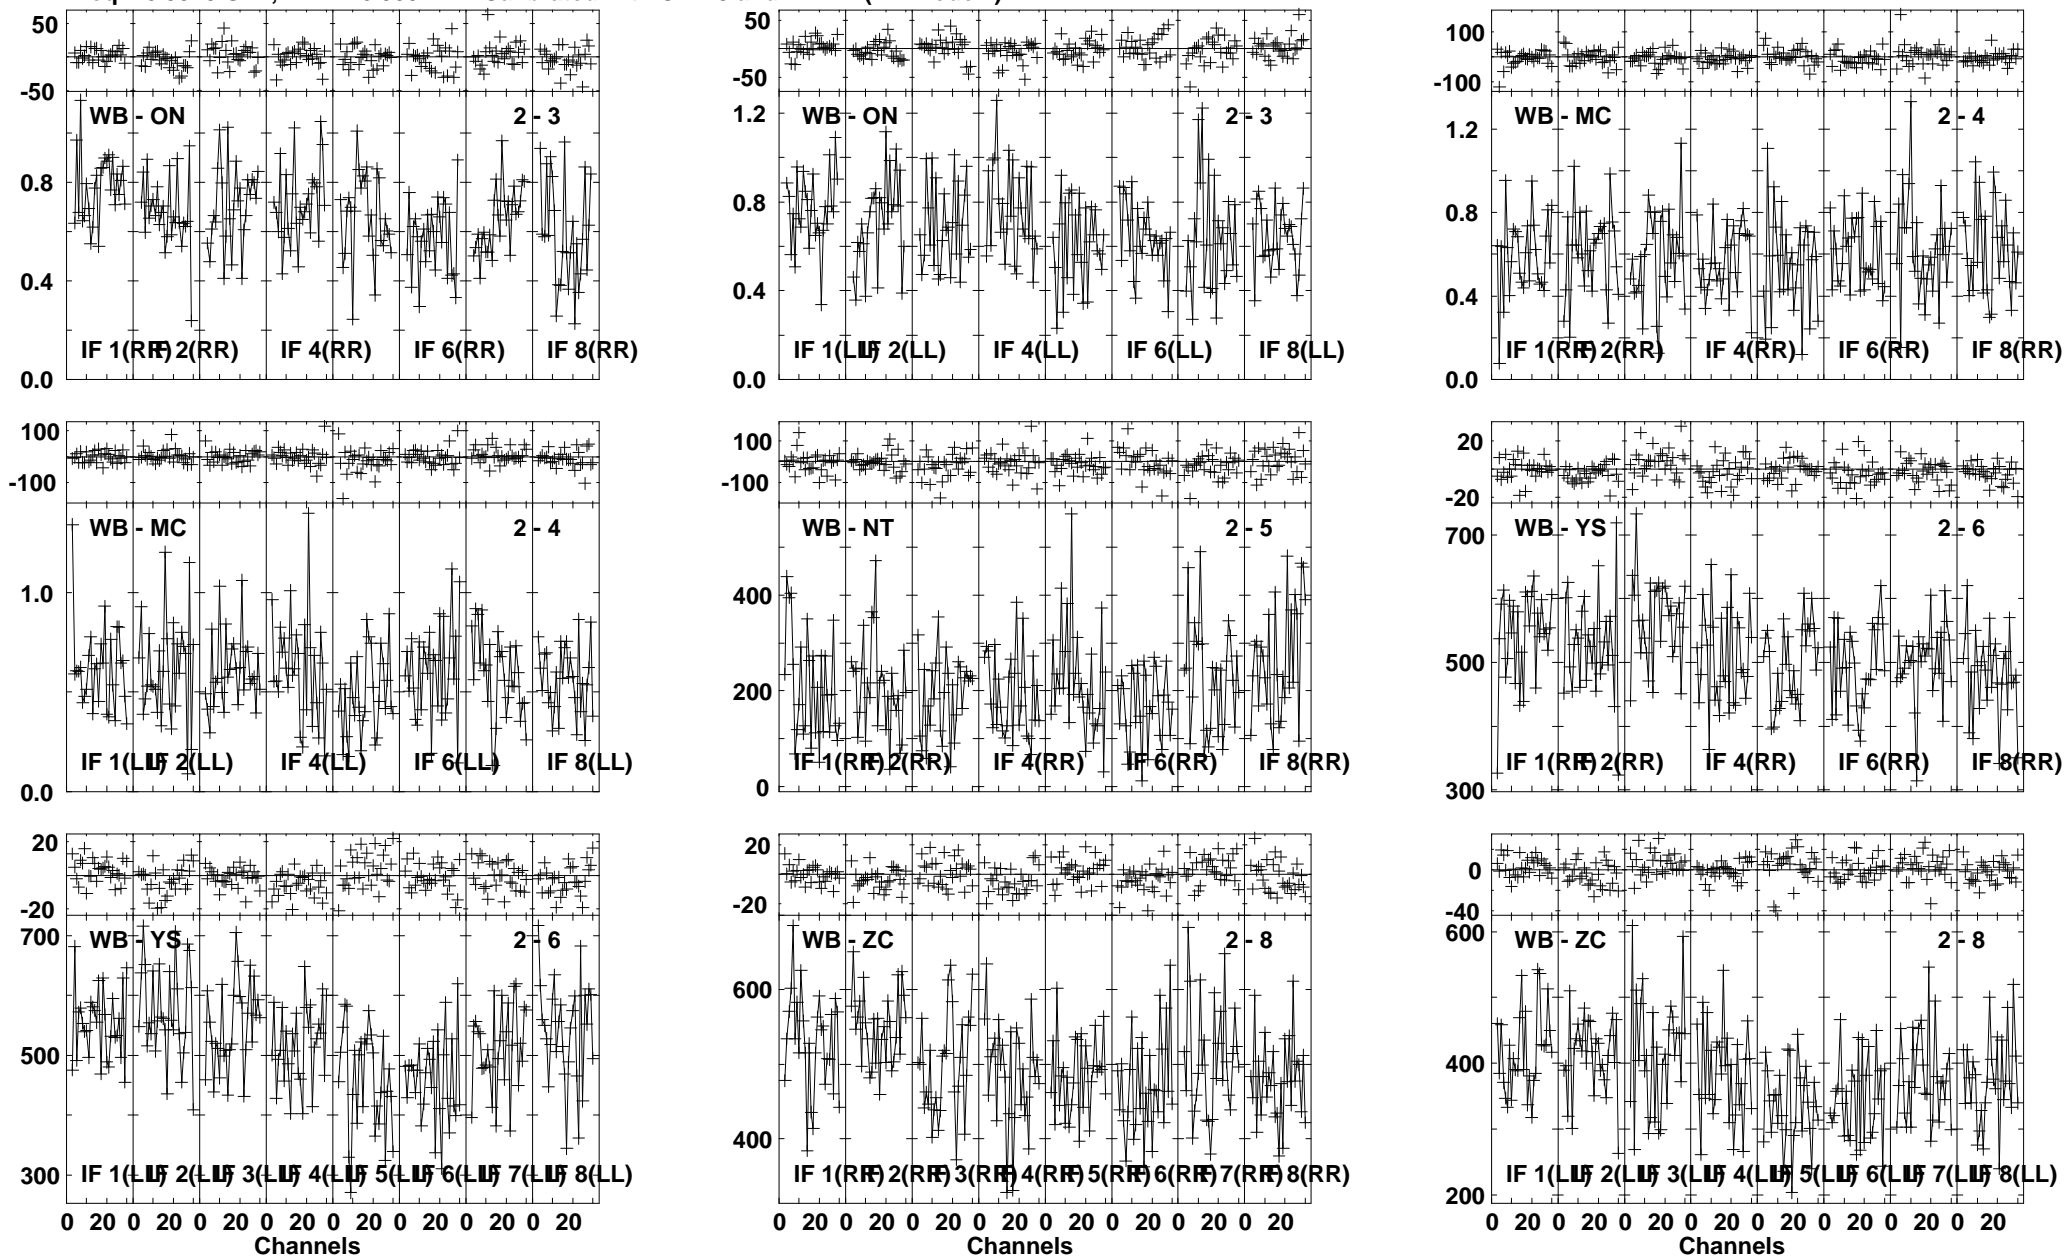 50
-50
WB - ON 2 - 3
0.8
0.4
0.0
IF 1(RR) IF 2(RR) IF 4(RR) IF 6(RR) IF 8(RR)
50
-50
WB - ON 2 - 3
1.2
0.8
0.4
0.0
IF 1(LL) IF 2(LL) IF 4(LL) IF 6(LL) IF 8(LL)
100
-100
WB - MC 2 - 4
1.2
0.8
0.4
0.0
IF 1(RR) IF 2(RR) IF 4(RR) IF 6(RR) IF 8(RR)
100
-100
WB - MC 2 - 4
1.0
0.0
IF 1(LL) IF 2(LL) IF 4(LL) IF 6(LL) IF 8(LL)
100
-100
WB - NT 2 - 5
400
200
0
IF 1(RR) IF 2(RR) IF 4(RR) IF 6(RR) IF 8(RR)
20
-20
WB - YS 2 - 6
700
500
300
IF 1(RR) IF 2(RR) IF 4(RR) IF 6(RR) IF 8(RR)
20
-20
WB - YS 2 - 6
700
500
300
IF 1(LL) IF 2(LL) IF 3(LL) IF 4(LL) IF 5(LL) IF 6(LL) IF 7(LL) IF 8(LL)
0 20 0 20 0 20 0 20 0 20 0 20 0 20 0 20
Channels
20
-20
WB - ZC 2 - 8
600
400
IF 1(RR) IF 2(RR) IF 3(RR) IF 4(RR) IF 5(RR) IF 6(RR) IF 7(RR) IF 8(RR)
0 20 0 20 0 20 0 20 0 20 0 20 0 20 0 20
Channels
0
-40
WB - ZC 2 - 8
600
400
200
IF 1(LL) IF 2(LL) IF 3(LL) IF 4(LL) IF 5(LL) IF 6(LL) IF 7(LL) IF 8(LL)
0 20 0 20 0 20 0 20 0 20 0 20 0 20 0 20
Channels